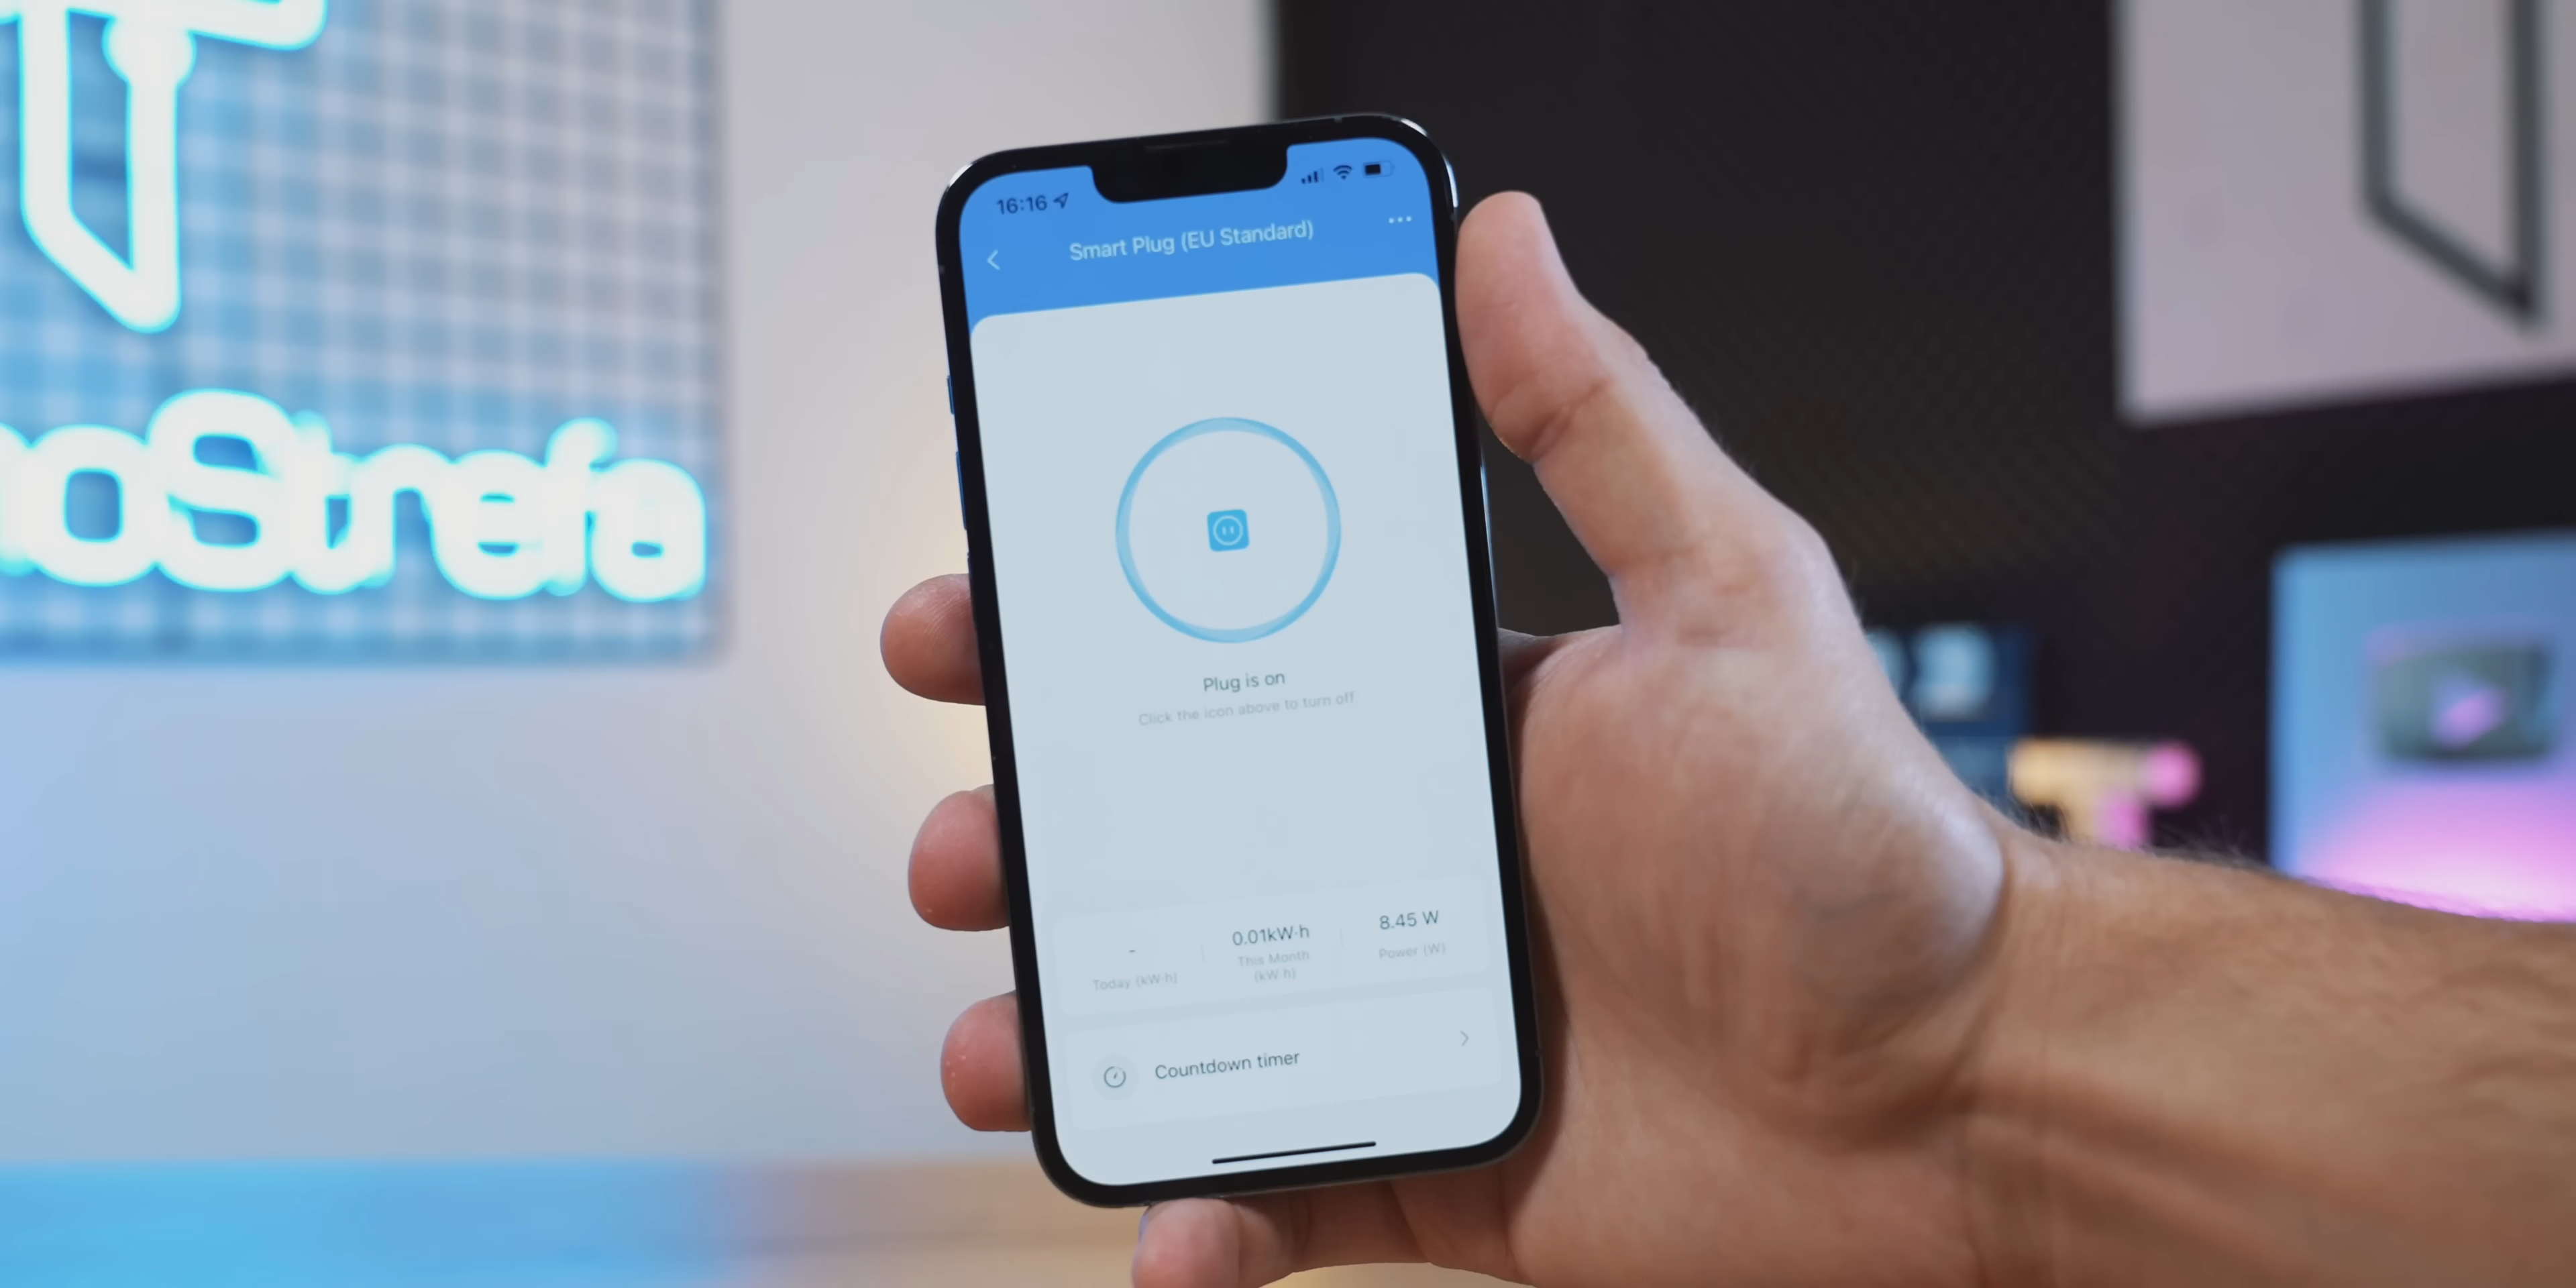 oStrefa
16:16
Smart Plug (EU Standard)
Plug is on
Click the icon above to turn off
-
Today (kW·h)
0.01kW·h
This Month
(kW·h)
8.45 W
Power (W)
Countdown timer